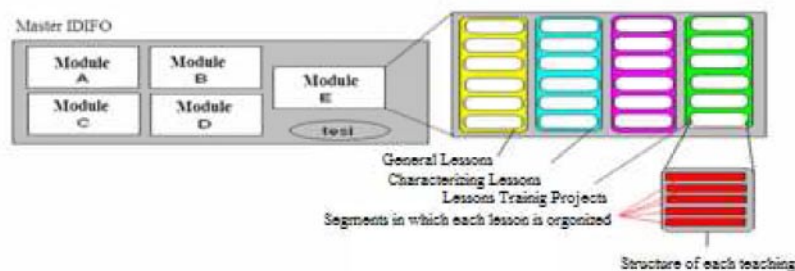 Master IDIFO
Module
A
Module
B
Module
C
Module
D
Module
E
tesi
General Lessons
Characterizing Lessons
Lessons Trainig Projects
Segments in which each lesson is orgonized
Structure of each teaching